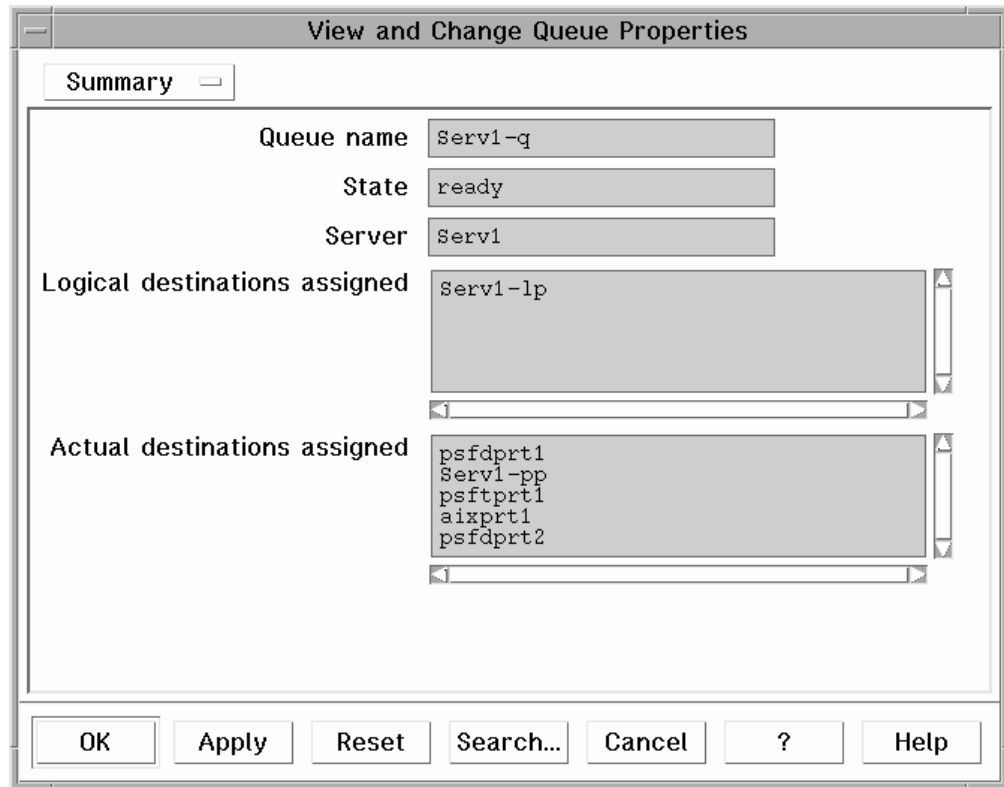 View and Change Queue Properties
Summary
Queue name Serv1-q
State ready
Server Serv1
Logical destinations assigned Serv1-lp
Actual destinations assigned psfdprt1
Serv1-pp
psftprt1
aixprt1
psfdprt2
OK Apply Reset Search... Cancel ? Help